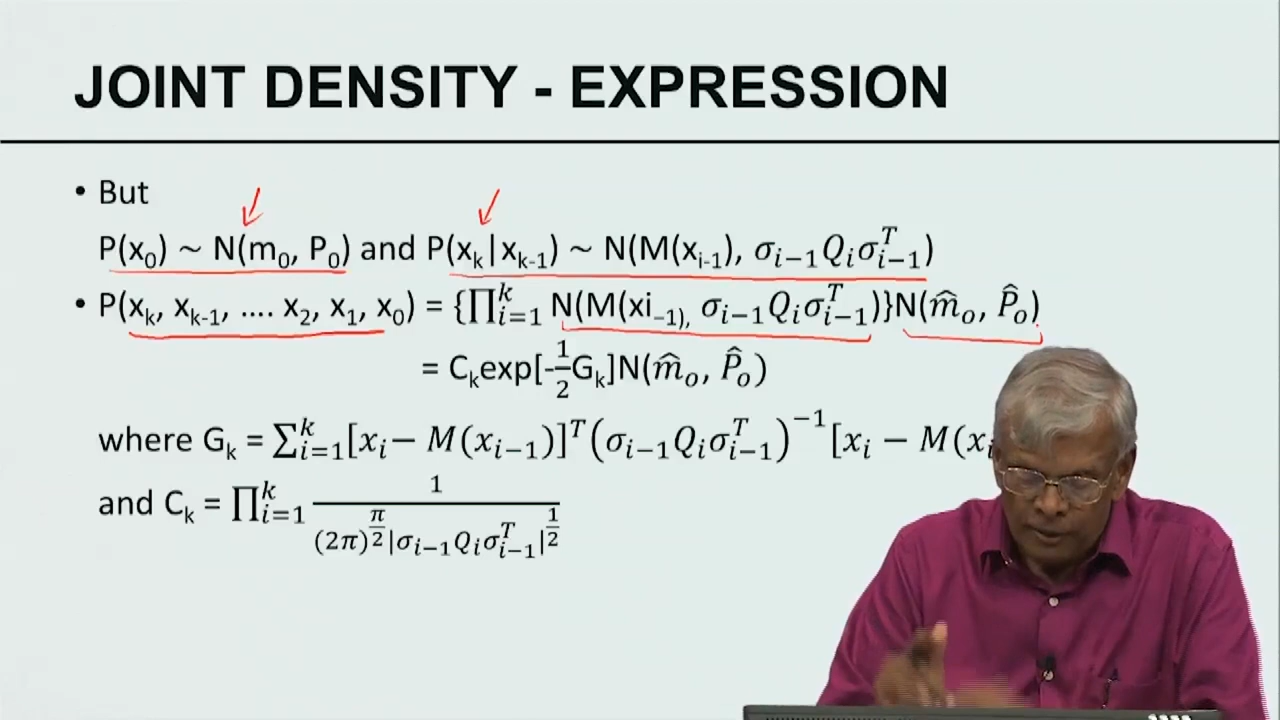 JOINT DENSITY - EXPRESSION
• But
P(x₀) ~ N(m₀, P₀) and P(xₖ|xₖ₋₁) ~ N(M(xᵢ₋₁), σᵢ₋₁Qᵢσᵢ₋₁ᵀ)
• P(xₖ, xₖ₋₁, .... x₂, x₁, x₀) = {∏ᵢ₌₁ᵏ N(M(xi₋₁₎, σᵢ₋₁Qᵢσᵢ₋₁ᵀ)}N(m̂ₒ, P̂ₒ)
= Cₖexp[-½Gₖ]N(m̂ₒ, P̂ₒ)
where Gₖ = ∑ᵢ₌₁ᵏ[xᵢ− M(xᵢ₋₁)]ᵀ(σᵢ₋₁Qᵢσᵢ₋₁ᵀ)⁻¹[xᵢ − M(xᵢ
and Cₖ = ∏ᵢ₌₁ᵏ 1/((2π)^(π/2)|σᵢ₋₁Qᵢσᵢ₋₁ᵀ|^(1/2))